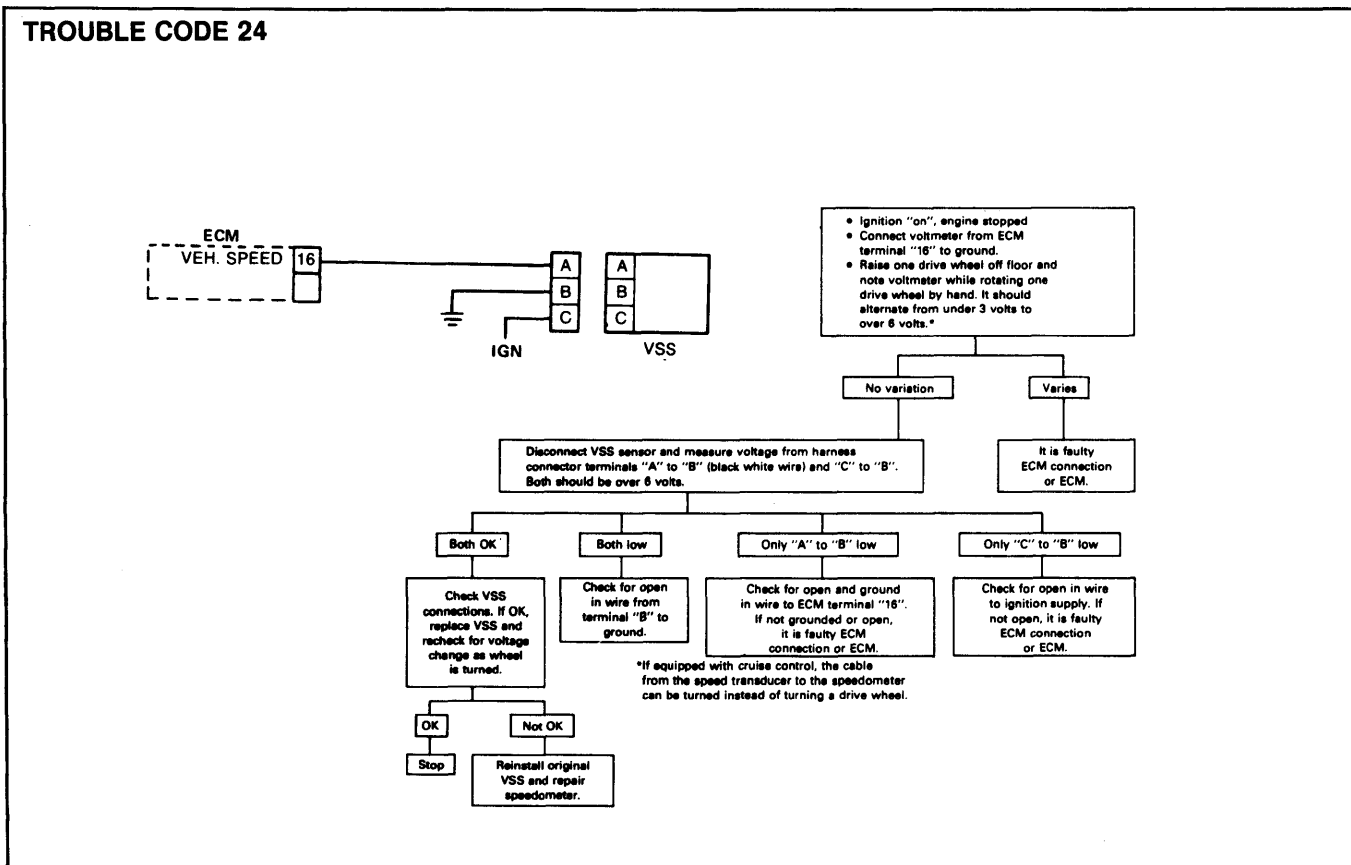 TROUBLE CODE 24
ECM
VEH. SPEED 16
A
B
C
IGN
A
B
C
VSS
• Ignition "on", engine stopped
• Connect voltmeter from ECM
terminal "16" to ground.
• Raise one drive wheel off floor and
note voltmeter while rotating one
drive wheel by hand. It should
alternate from under 3 volts to
over 6 volts.*
No variation
Varies
Disconnect VSS sensor and measure voltage from harness
connector terminals "A" to "B" (black white wire) and "C" to "B".
Both should be over 6 volts.
It is faulty
ECM connection
or ECM.
Both OK
Both low
Only "A" to "B" low
Only "C" to "B" low
Check VSS
connections. If OK,
replace VSS and
recheck for voltage
change as wheel
is turned.
Check for open
in wire from
terminal "B" to
ground.
Check for open and ground
in wire to ECM terminal "16".
If not grounded or open,
it is faulty ECM
connection or ECM.
Check for open in wire
to ignition supply. If
not open, it is faulty
ECM connection
or ECM.
*If equipped with cruise control, the cable
from the speed transducer to the speedometer
can be turned instead of turning a drive wheel.
OK
Not OK
Stop
Reinstall original
VSS and repair
speedometer.